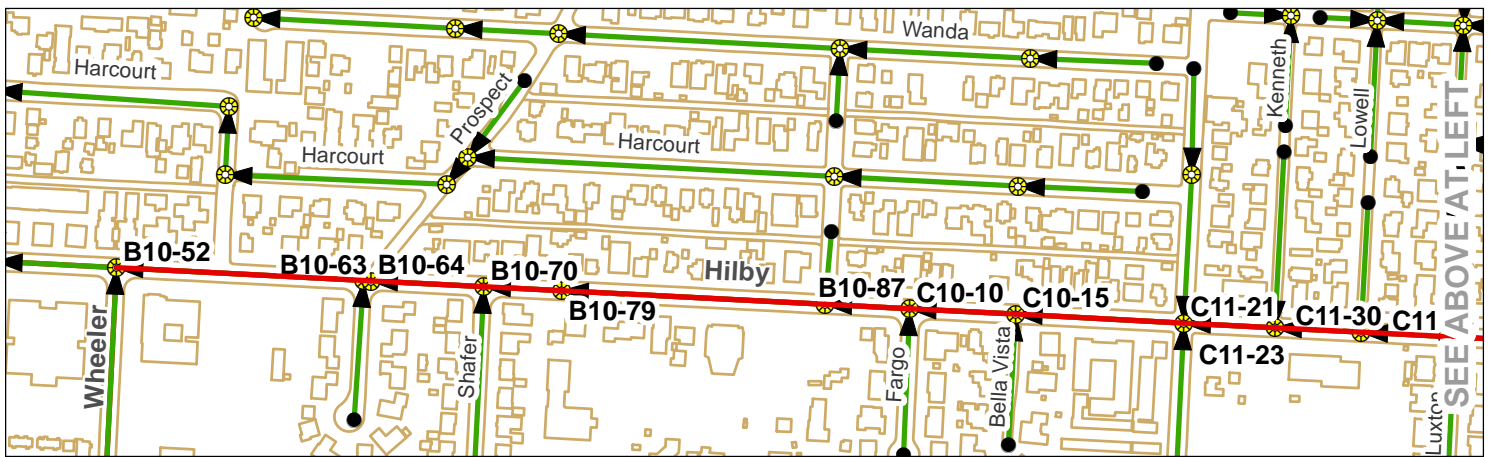 Wanda
Harcourt
Prospect
Kenneth
Lowell
Harcourt
Harcourt
SEE ABOVE AT LEFT
B10-52
B10-63
B10-64
B10-70
Hilby
B10-79
B10-87
C10-10
C10-15
C11-21
C11-30
C11
C11-23
Wheeler
Shafer
Fargo
Bella Vista
Luxton